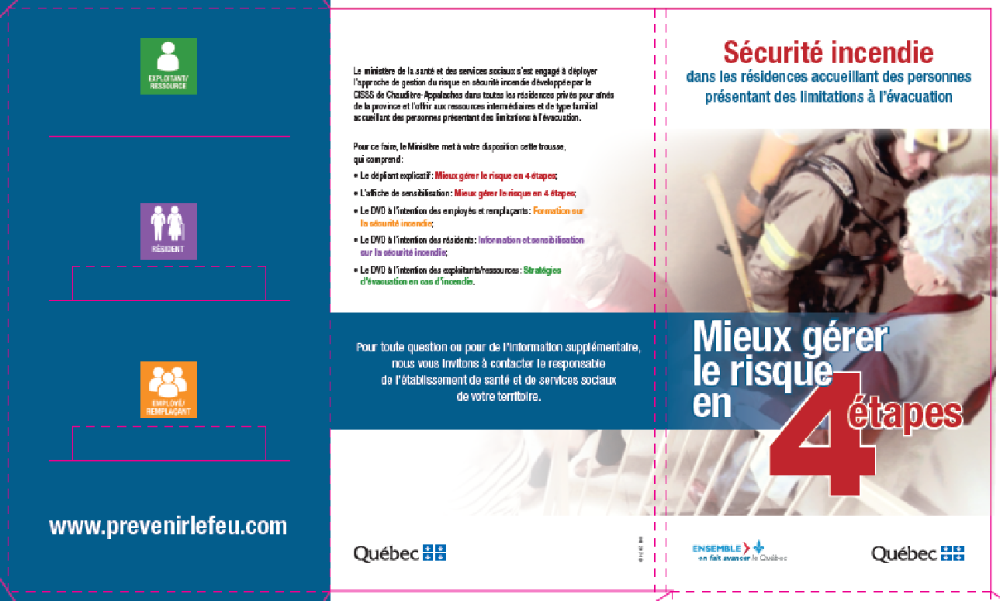 EXPLOITANT/
RESSOURCE
RÉSIDENT
EMPLOYÉ/
REMPLAÇANT
www.prevenirlefeu.com
Le ministère de la santé et des services sociaux s'est engagé à déployer
l'approche de gestion du risque en sécurité incendie développée par le
CISSS de Chaudière-Appalaches dans toutes les résidences privés pour aînés
de la province et l'offrir aux ressources intermédiaires et de type familial
accueillant des personnes présentant des limitations à l'évacuation.
Pour ce faire, le Ministère met à votre disposition cette trousse,
qui comprend :
• Le dépliant explicatif : Mieux gérer le risque en 4 étapes;
• L'affiche de sensibilisation : Mieux gérer le risque en 4 étapes;
• Le DVD à l'intention des employés et remplaçants : Formation sur
la sécurité incendie;
• Le DVD à l'intention des résidents : Information et sensibilisation
sur la sécurité incendie;
• Le DVD à l'intention des exploitants/ressources : Stratégies
d'évacuation en cas d'incendie.
Pour toute question ou pour de l'information supplémentaire,
nous vous invitons à contacter le responsable
de l'établissement de santé et de services sociaux
de votre territoire.
Québec
Sécurité incendie
dans les résidences accueillant des personnes
présentant des limitations à l'évacuation
Mieux gérer
le risque
en 4 étapes
ENSEMBLE
on fait avancer le Québec
Québec